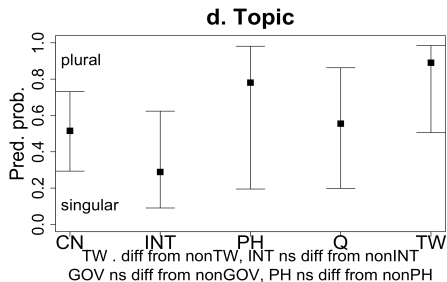 d. Topic
Pred. prob.
1.0
0.8
0.6
0.4
0.2
0.0
plural
singular
CN INT PH Q TW
TW . diff from nonTW, INT ns diff from nonINT
GOV ns diff from nonGOV, PH ns diff from nonPH